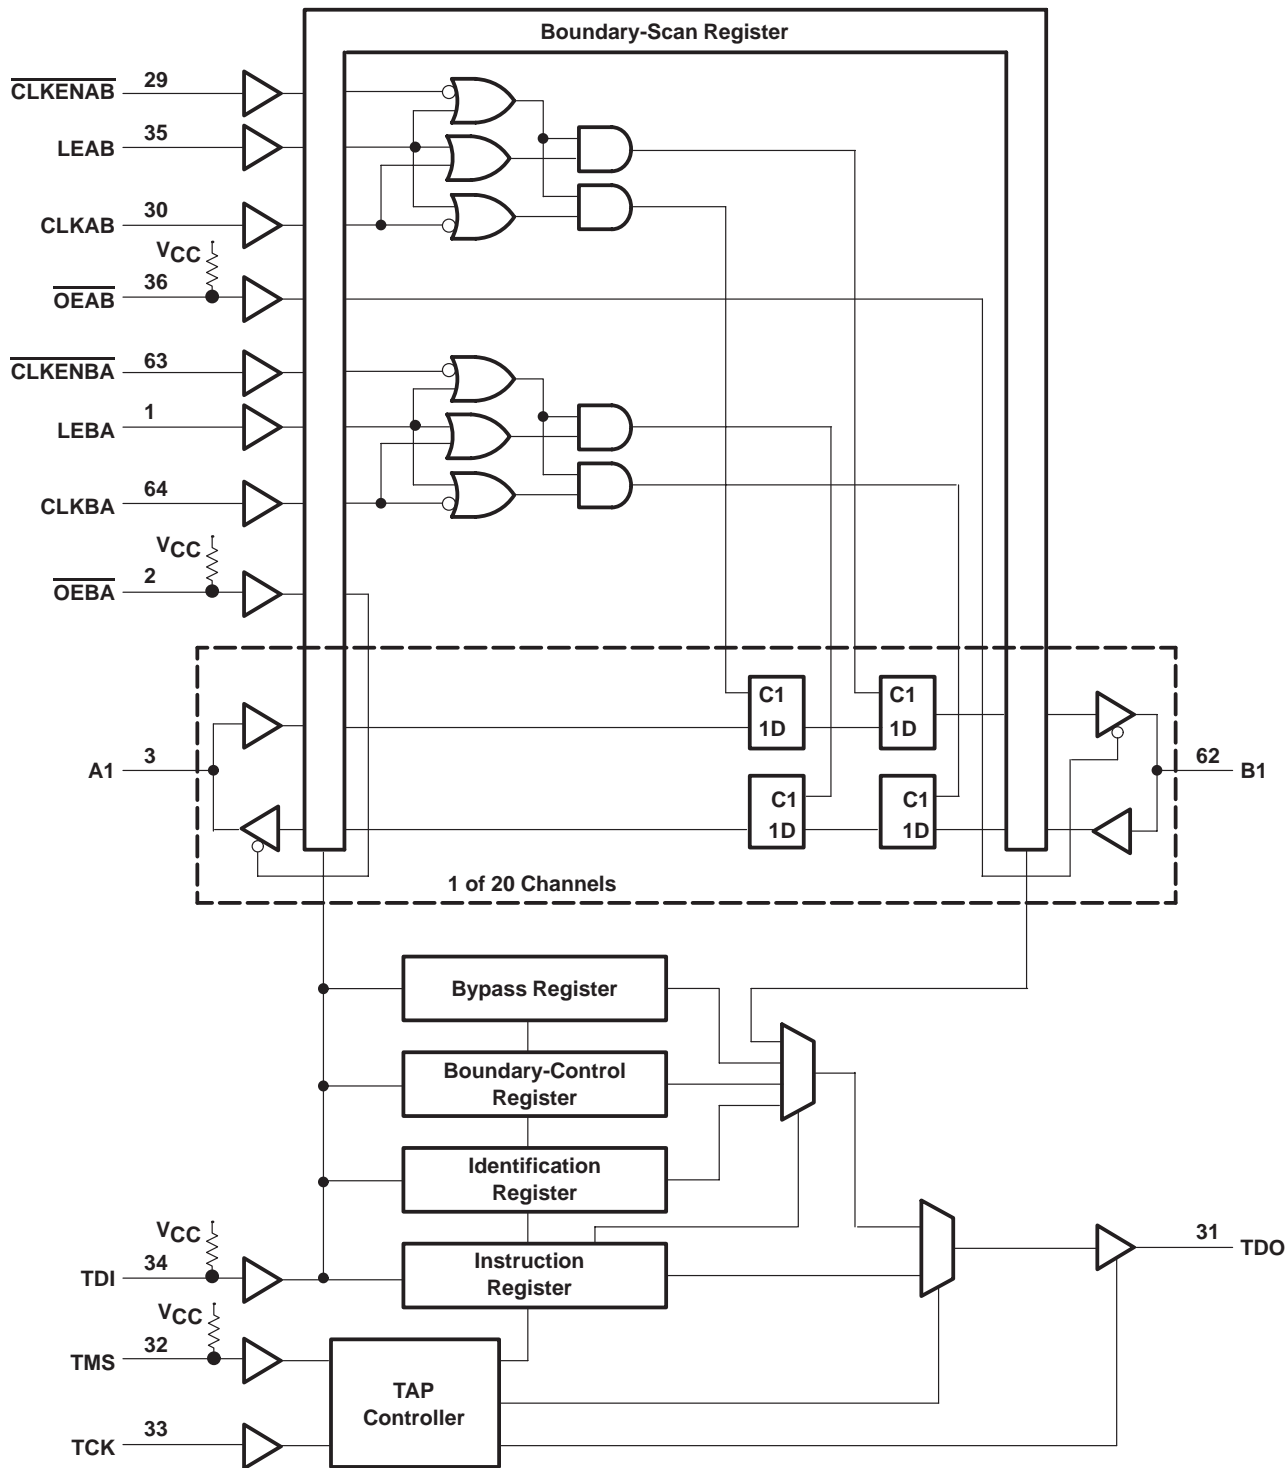 Boundary-Scan Register
CLKENAB 29
LEAB 35
CLKAB 30
VCC
OEAB 36
CLKENBA 63
LEBA 1
CLKBA 64
VCC
OEBA 2
C1
1D
C1
1D
A1 3
62 B1
C1
1D
C1
1D
1 of 20 Channels
Bypass Register
Boundary-Control
Register
Identification
Register
VCC
TDI 34
Instruction
Register
31 TDO
VCC
TMS 32
TAP
Controller
TCK 33